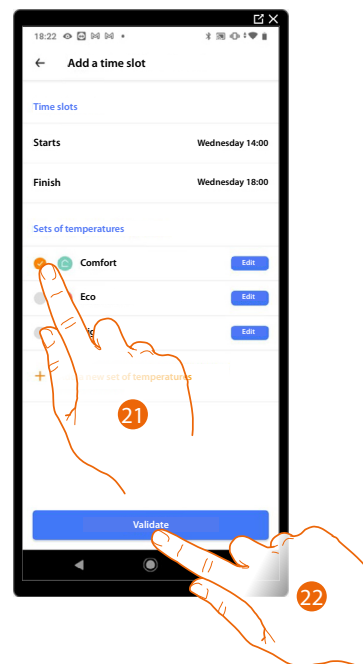 18:22
Add a time slot
Time slots
Starts Wednesday 14:00
Finish Wednesday 18:00
Sets of temperatures
Comfort Edit
Eco Edit
Edit
+ new set of temperatures
21
Validate
22